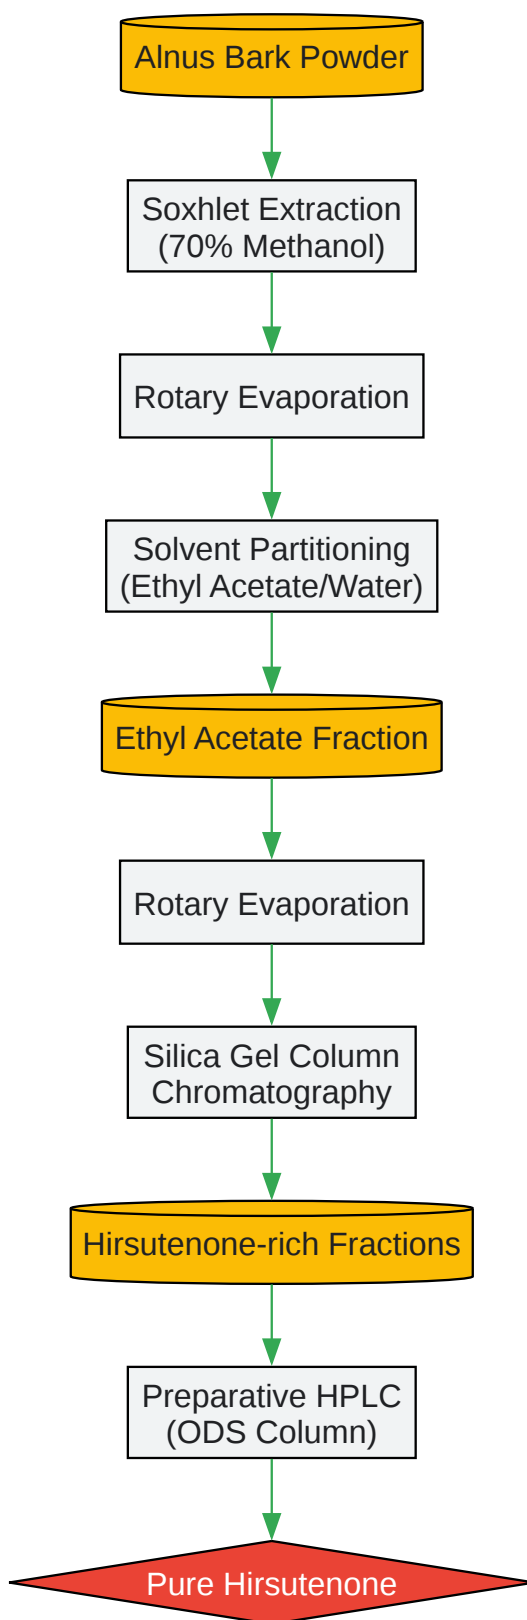 Alnus Bark Powder
Soxhlet Extraction
(70% Methanol)
Rotary Evaporation
Solvent Partitioning
(Ethyl Acetate/Water)
Ethyl Acetate Fraction
Rotary Evaporation
Silica Gel Column
Chromatography
Hirsutenone-rich Fractions
Preparative HPLC
(ODS Column)
Pure Hirsutenone